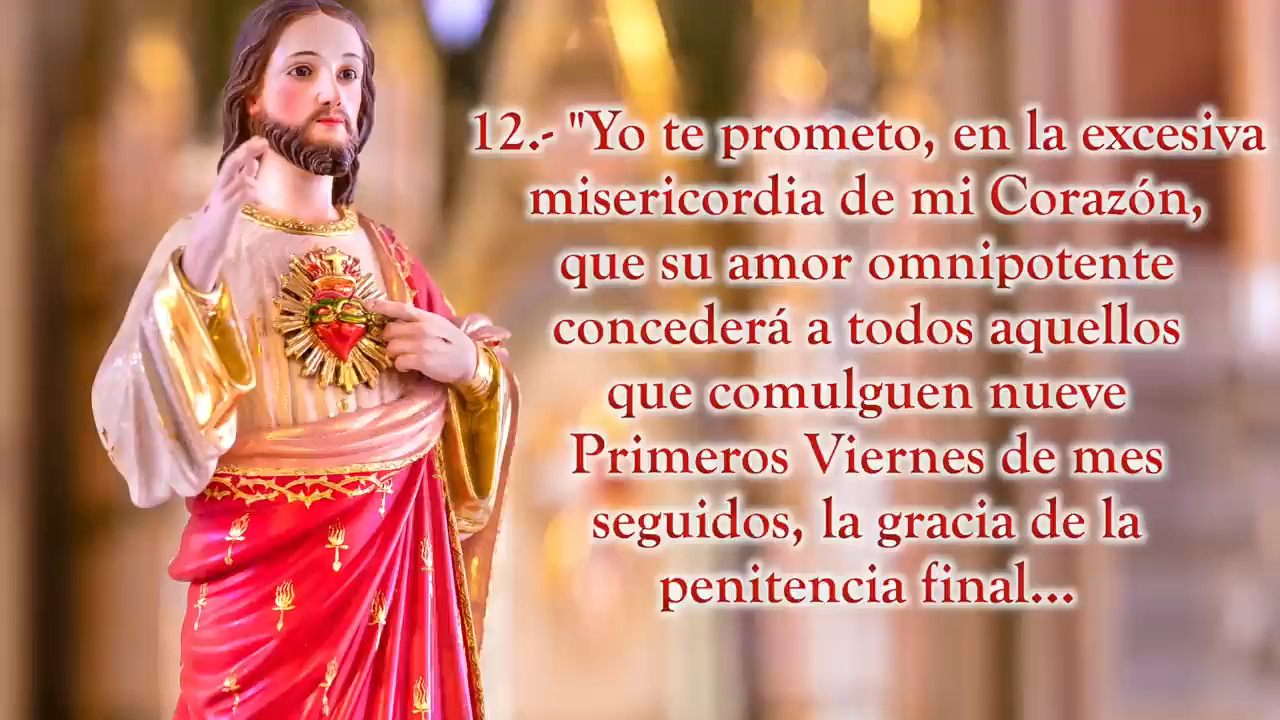 12.- "Yo te prometo, en la excesiva
misericordia de mi Corazón,
que su amor omnipotente
concederá a todos aquellos
que comulguen nueve
Primeros Viernes de mes
seguidos, la gracia de la
penitencia final...